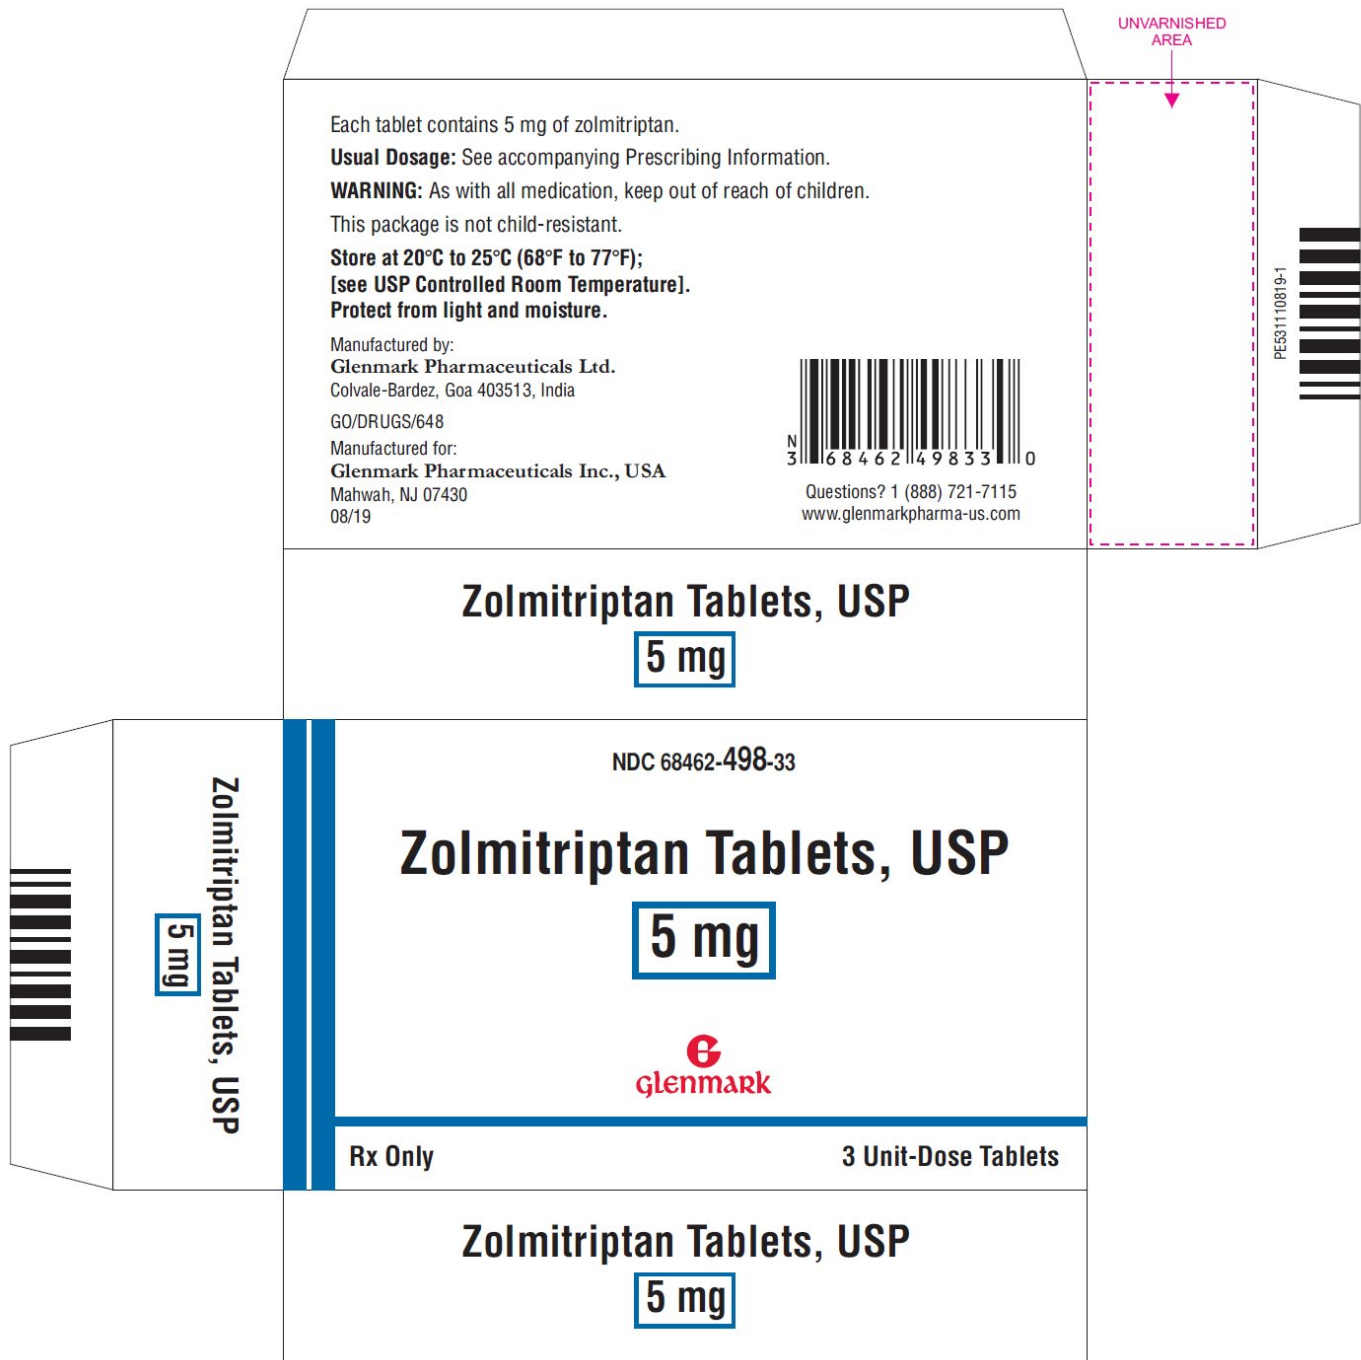 UNVARNISHED
AREA
Each tablet contains 5 mg of zolmitriptan.
Usual Dosage: See accompanying Prescribing Information.
WARNING: As with all medication, keep out of reach of children.
This package is not child-resistant.
Store at 20°C to 25°C (68°F to 77°F);
[see USP Controlled Room Temperature].
Protect from light and moisture.
Manufactured by:
Glenmark Pharmaceuticals Ltd.
Colvale-Bardez, Goa 403513, India
GO/DRUGS/648
Manufactured for:
Glenmark Pharmaceuticals Inc., USA
Mahwah, NJ 07430
08/19
N
3 68462 49833 0
Questions? 1 (888) 721-7115
www.glenmarkpharma-us.com
PE531110819-1
Zolmitriptan Tablets, USP
5 mg
Zolmitriptan Tablets, USP
5 mg
NDC 68462-498-33
Zolmitriptan Tablets, USP
5 mg
glenmark
Rx Only
3 Unit-Dose Tablets
Zolmitriptan Tablets, USP
5 mg